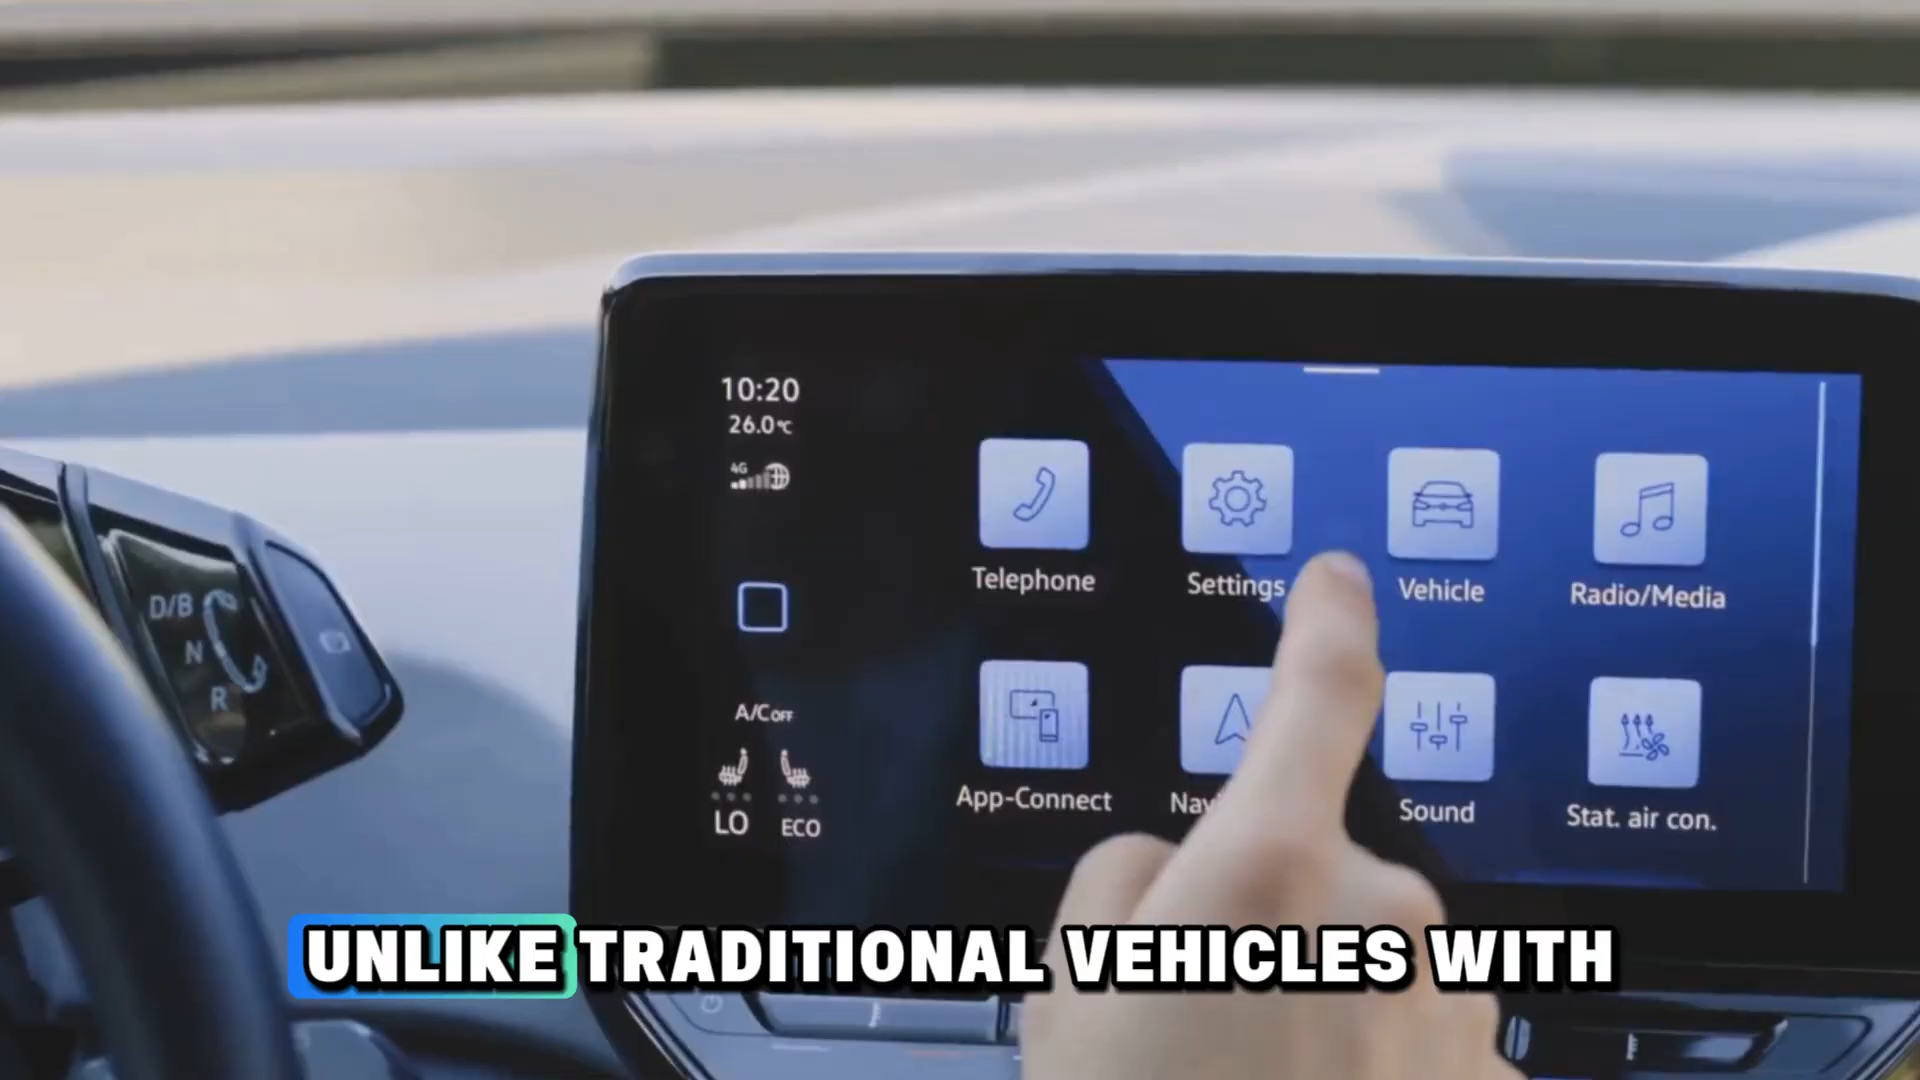 10:20
26.0°C
4G
Telephone
Settings
Vehicle
Radio/Media
D/B
N
R
A/C OFF
LO
ECO
App-Connect
Sound
Stat. air con.
UNLIKE TRADITIONAL VEHICLES WITH